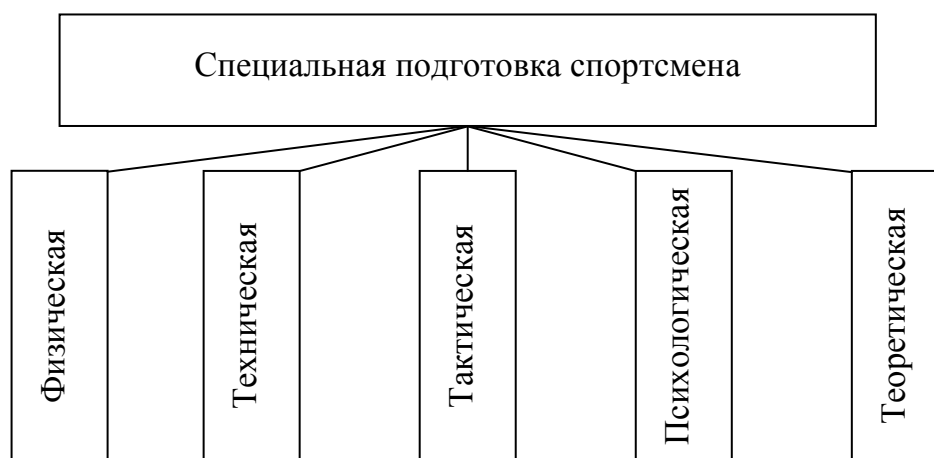 Специальная подготовка спортсмена
Физическая
Техническая
Тактическая
Психологическая
Теоретическая